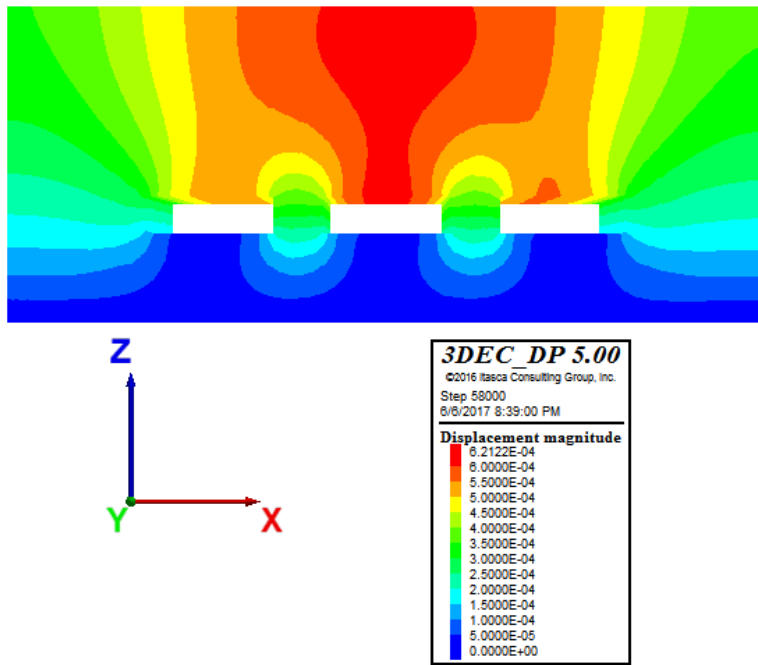 Z
Y
X
3DEC_DP 5.00
©2016 Itasca Consulting Group, Inc.
Step 58000
6/6/2017 8:39:00 PM
Displacement magnitude
6.2122E-04
6.0000E-04
5.5000E-04
5.0000E-04
4.5000E-04
4.0000E-04
3.5000E-04
3.0000E-04
2.5000E-04
2.0000E-04
1.5000E-04
1.0000E-04
5.0000E-05
0.0000E+00